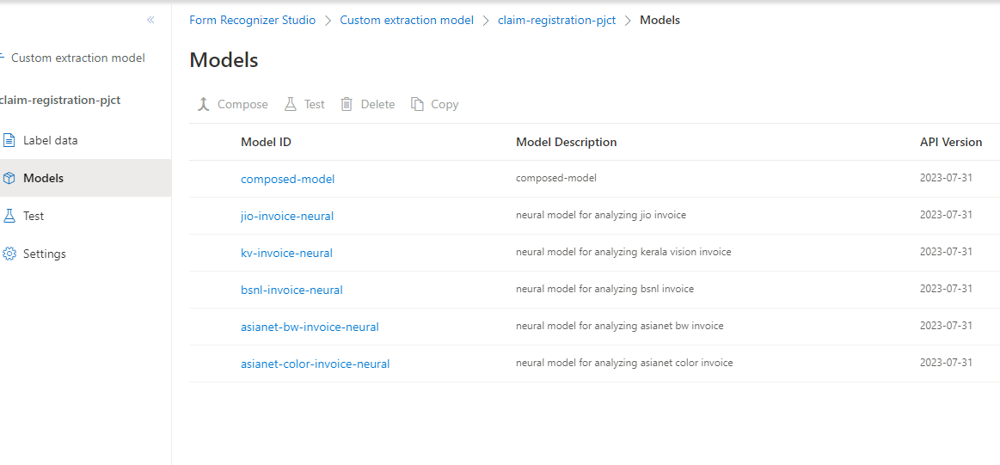 Form Recognizer Studio > Custom extraction model > claim-registration-pjct > Models
Custom extraction model
claim-registration-pjct
Label data
Models
Test
Settings
Models
Compose Test Delete Copy
Model ID Model Description API Version
composed-model composed-model 2023-07-31
jio-invoice-neural neural model for analyzing jio invoice 2023-07-31
kv-invoice-neural neural model for analyzing kerala vision invoice 2023-07-31
bsnl-invoice-neural neural model for analyzing bsnl invoice 2023-07-31
asianet-bw-invoice-neural neural model for analyzing asianet bw invoice 2023-07-31
asianet-color-invoice-neural neural model for analyzing asianet color invoice 2023-07-31